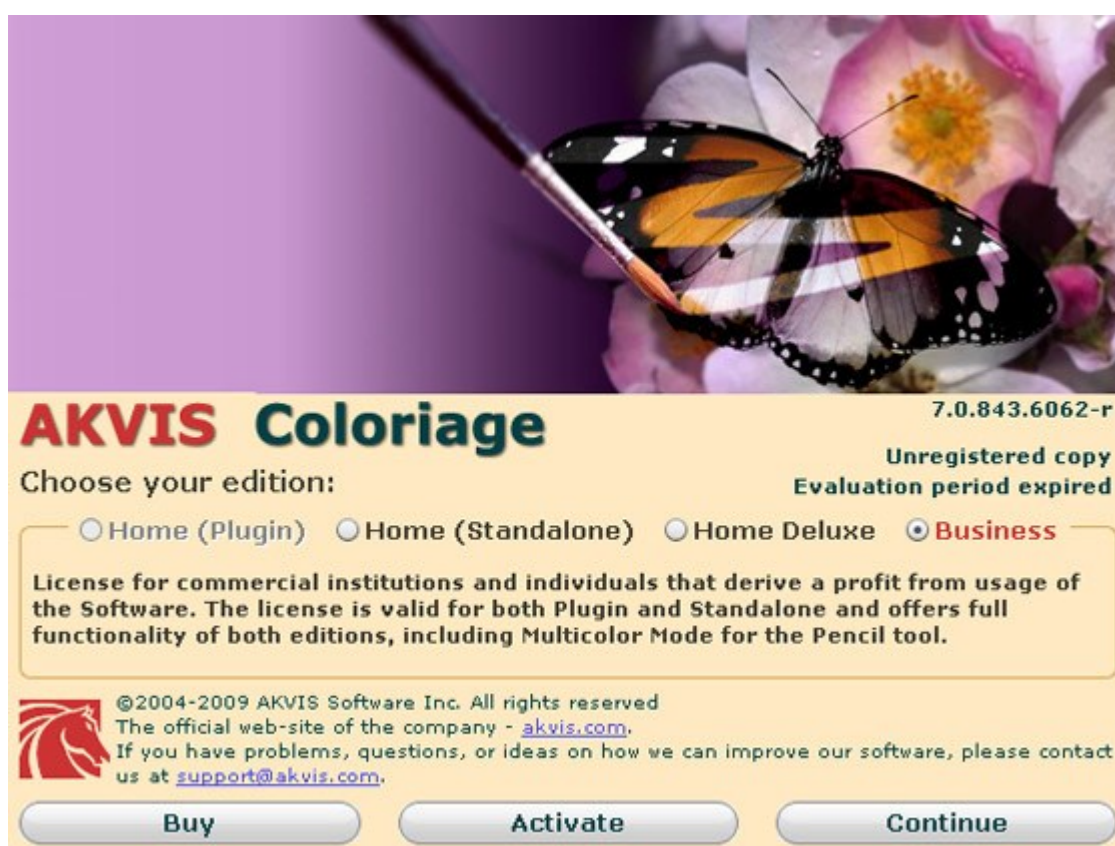 AKVIS Coloriage
7.0.843.6062-r
Unregistered copy
Choose your edition:
Evaluation period expired
Home (Plugin) Home (Standalone) Home Deluxe Business
License for commercial institutions and individuals that derive a profit from usage of
the Software. The license is valid for both Plugin and Standalone and offers full
functionality of both editions, including Multicolor Mode for the Pencil tool.
©2004-2009 AKVIS Software Inc. All rights reserved
The official web-site of the company - akvis.com.
If you have problems, questions, or ideas on how we can improve our software, please contact
us at support@akvis.com.
Buy Activate Continue